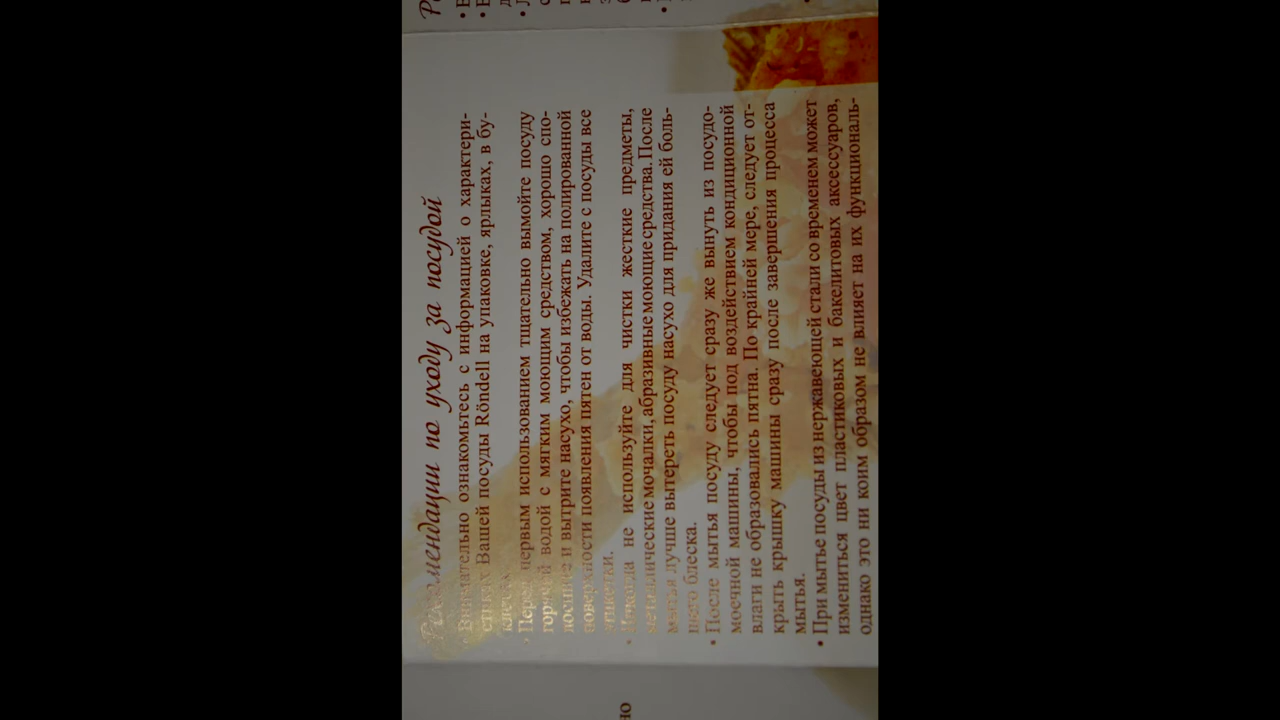 Рекомендации по уходу за посудой
• Внимательно ознакомьтесь с информацией о характери-
стиках Вашей посуды Röndell на упаковке, ярлыках, в бу-
клетах.
• Перед первым использованием тщательно вымойте посуду
горячей водой с мягким моющим средством, хорошо спо-
лосните и вытрите насухо, чтобы избежать на полированной
поверхности появления пятен от воды. Удалите с посуды все
этикетки.
• Никогда не используйте для чистки жесткие предметы,
металлические мочалки, абразивные моющие средства. После
мытья лучше вытереть посуду насухо для придания ей боль-
шего блеска.
• После мытья посуду следует сразу же вынуть из посудо-
моечной машины, чтобы под воздействием кондиционной
влаги не образовались пятна. По крайней мере, следует от-
крыть крышку машины сразу после завершения процесса
мытья.
• При мытье посуды из нержавеющей стали со временем может
измениться цвет пластиковых и бакелитовых аксессуаров,
однако это ни коим образом не влияет на их функциональ-